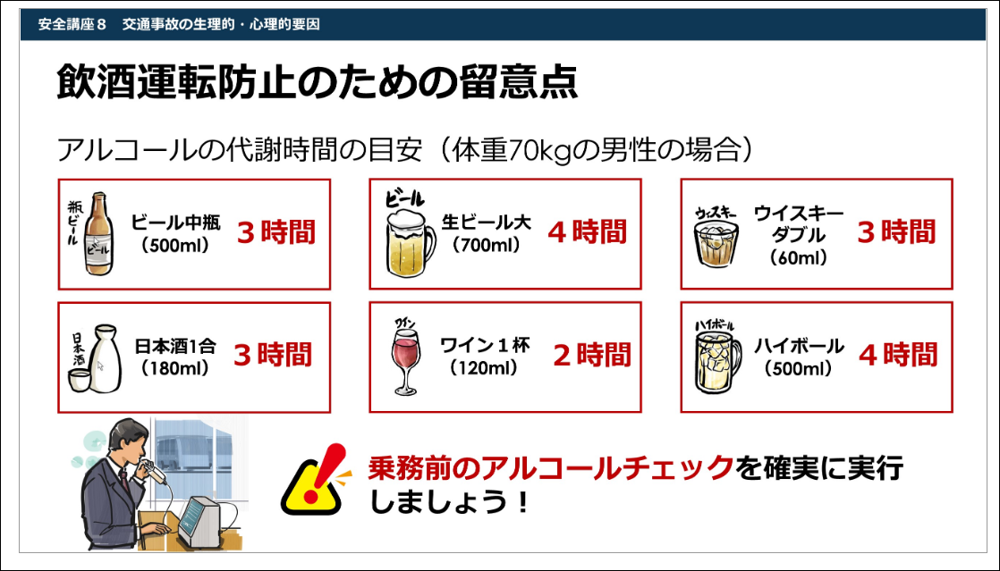 安全講座８　交通事故の生理的・心理的要因
飲酒運転防止のための留意点
アルコールの代謝時間の目安（体重70kgの男性の場合）
瓶ビール
ビール
ビール中瓶
（500ml）
３時間
ビール
生ビール大
（700ml）
４時間
ウィスキー
ウイスキー
ダブル
（60ml）
３時間
日本酒
日本酒1合
（180ml）
３時間
ワイン
ワイン１杯
（120ml）
２時間
ハイボール
ハイボール
（500ml）
４時間
乗務前のアルコールチェックを確実に実行
しましょう！